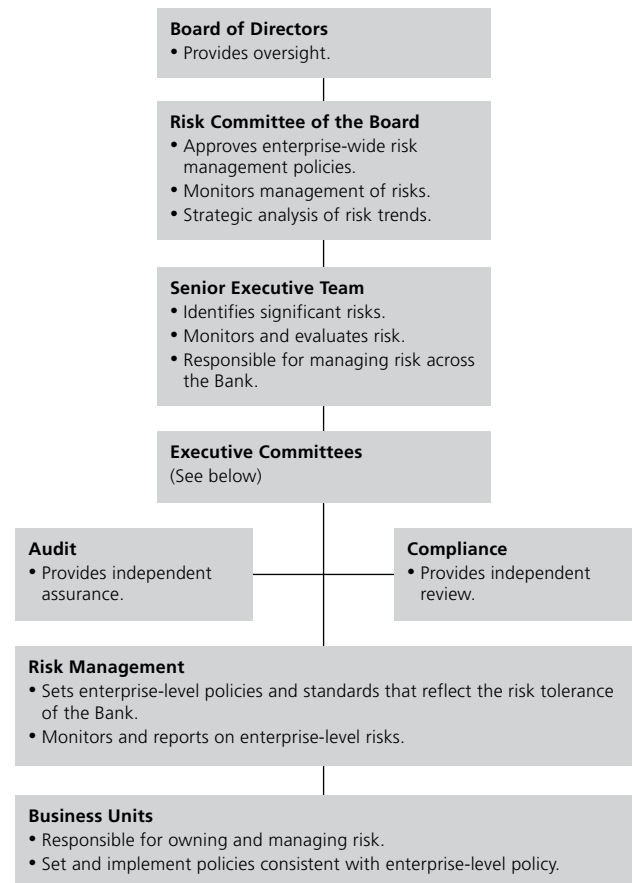 Board of Directors
• Provides oversight.
Risk Committee of the Board
• Approves enterprise-wide risk
management policies.
• Monitors management of risks.
• Strategic analysis of risk trends.
Senior Executive Team
• Identifies significant risks.
• Monitors and evaluates risk.
• Responsible for managing risk across
the Bank.
Executive Committees
(See below)
Audit
• Provides independent
assurance.
Compliance
• Provides independent
review.
Risk Management
• Sets enterprise-level policies and standards that reflect the risk tolerance
of the Bank.
• Monitors and reports on enterprise-level risks.
Business Units
• Responsible for owning and managing risk.
• Set and implement policies consistent with enterprise-level policy.